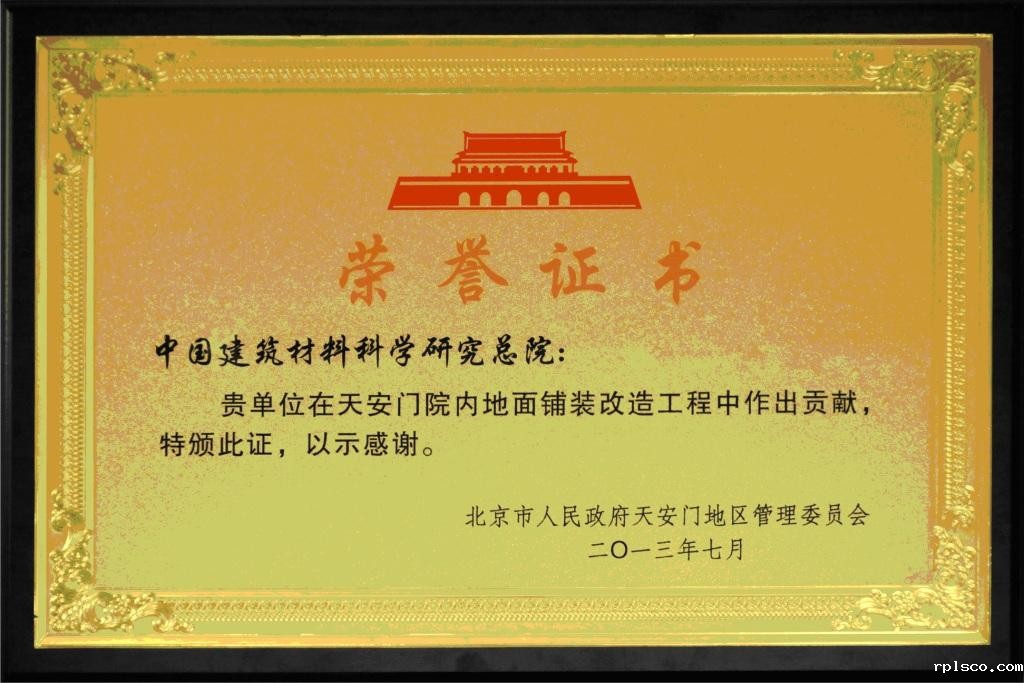 荣誉证书
中国建筑材料科学研究总院：
贵单位在天安门院内地面铺装改造工程中作出贡献，
特颁此证，以示感谢。
北京市人民政府天安门地区管理委员会
二〇一三年七月
rplsco.com